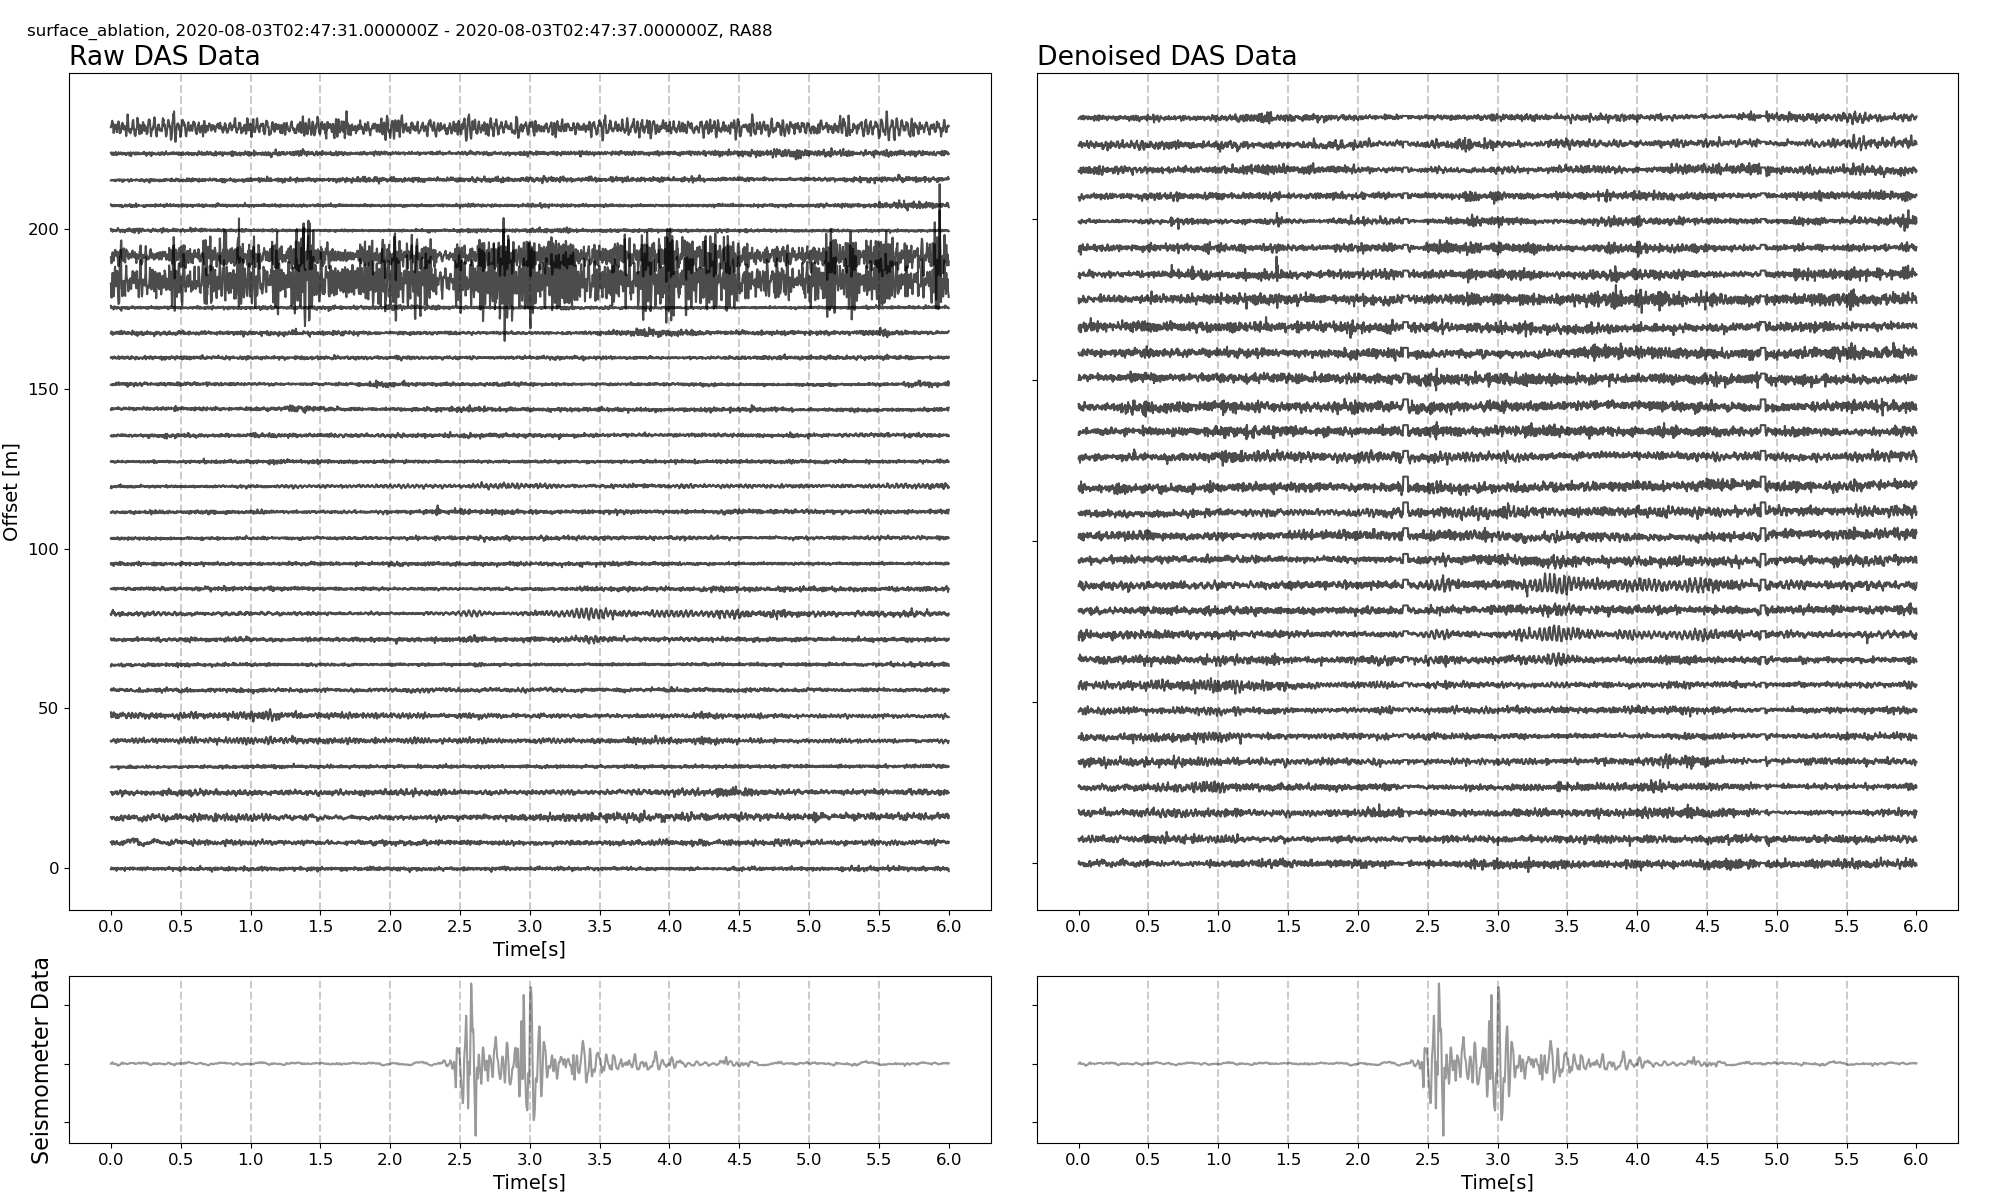 surface_ablation, 2020-08-03T02:47:31.000000Z - 2020-08-03T02:47:37.000000Z, RA88
Raw DAS Data
Denoised DAS Data
Offset [m]
200
150
100
50
0
0.0 0.5 1.0 1.5 2.0 2.5 3.0 3.5 4.0 4.5 5.0 5.5 6.0
Time[s]
0.0 0.5 1.0 1.5 2.0 2.5 3.0 3.5 4.0 4.5 5.0 5.5 6.0
Seismometer Data
0.0 0.5 1.0 1.5 2.0 2.5 3.0 3.5 4.0 4.5 5.0 5.5 6.0
Time[s]
0.0 0.5 1.0 1.5 2.0 2.5 3.0 3.5 4.0 4.5 5.0 5.5 6.0
Time[s]